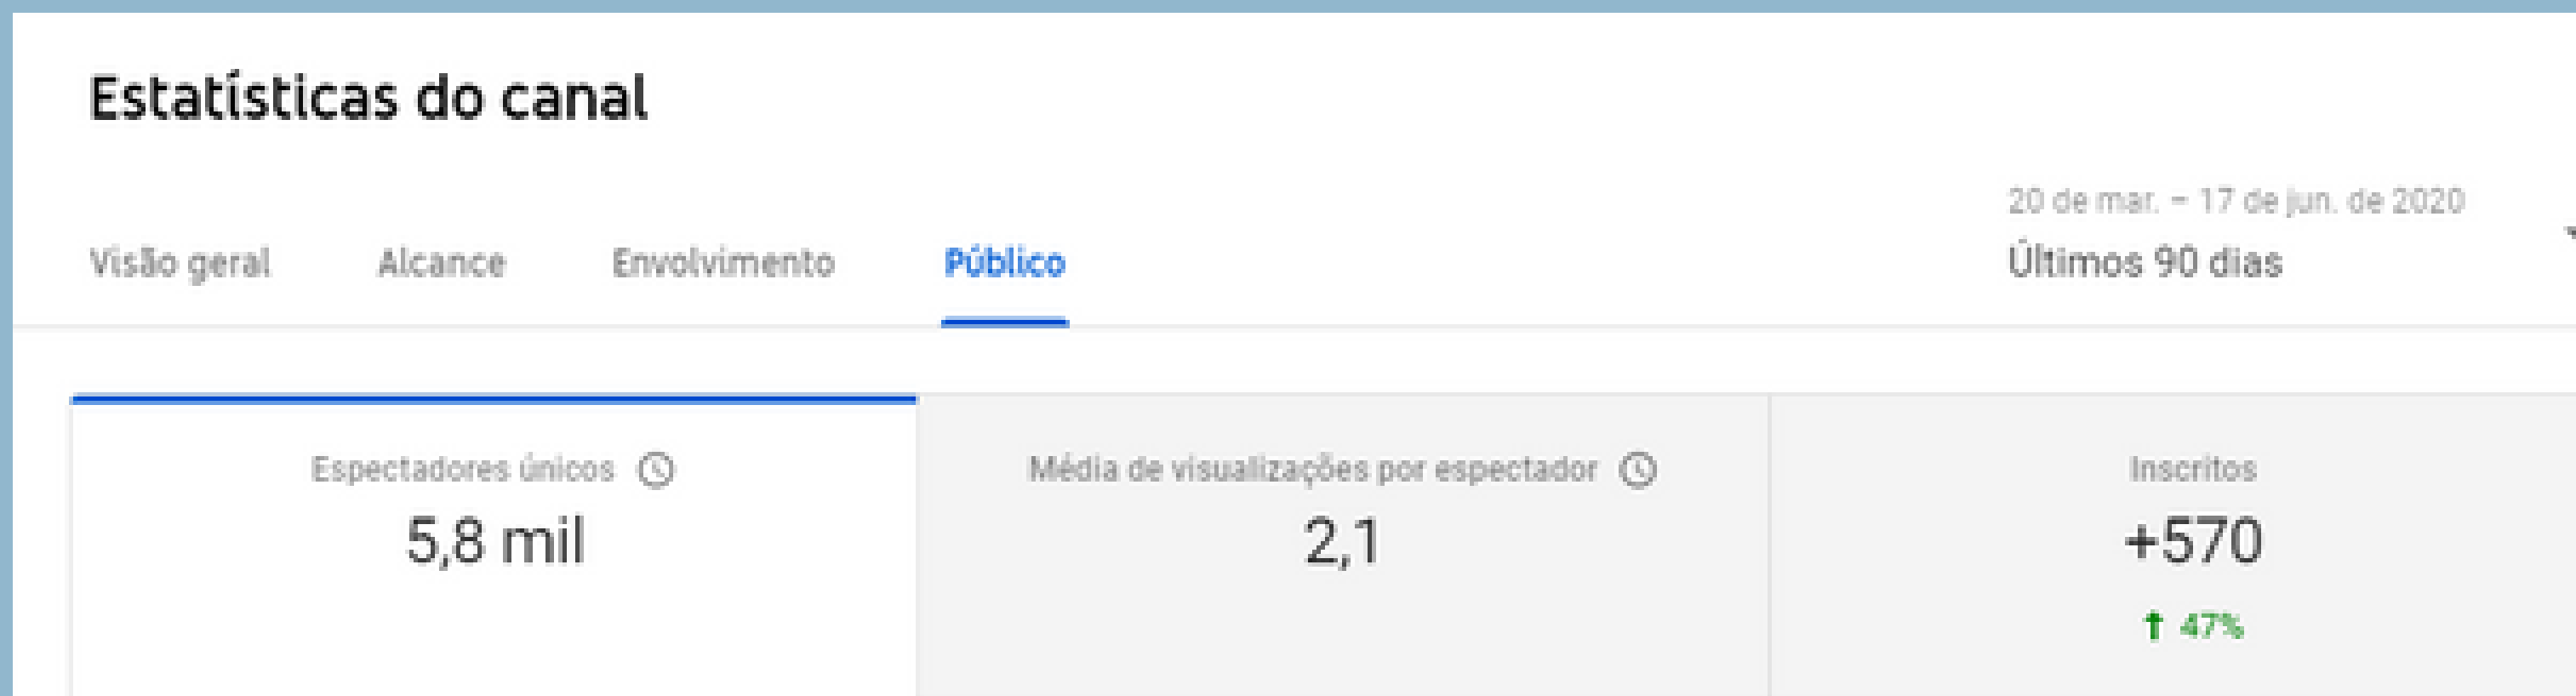 Estatísticas do canal
20 de mar. – 17 de jun. de 2020
Visão geral Alcance Envolvimento Público Últimos 90 dias
Espectadores únicos Média de visualizações por espectador Inscritos
5,8 mil 2,1 +570
47%